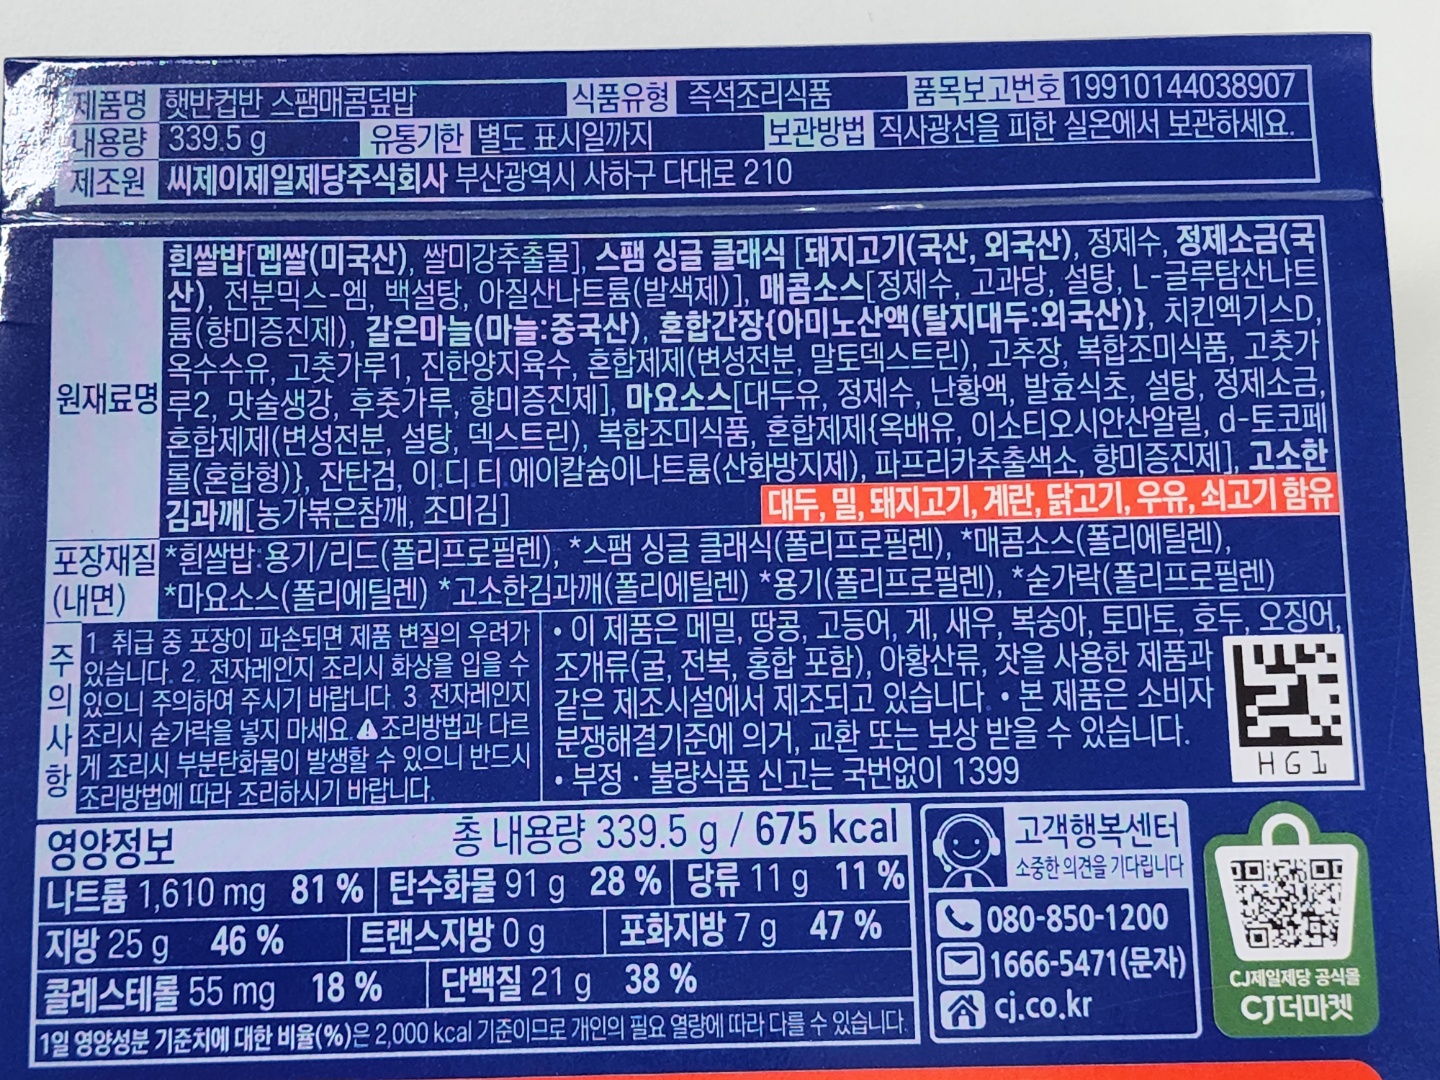 제품명 햇반컵반 스팸매콤덮밥 식품유형 즉석조리식품 품목보고번호 19910144038907
내용량 339.5 g 유통기한 별도 표시일까지 보관방법 직사광선을 피한 실온에서 보관하세요.
제조원 씨제이제일제당주식회사 부산광역시 사하구 다대로 210
원재료명
흰쌀밥[멥쌀(미국산), 쌀미강추출물], 스팸 싱글 클래식 [돼지고기(국산, 외국산), 정제수, 정제소금(국
산), 전분믹스-엠, 백설탕, 아질산나트륨(발색제)], 매콤소스[정제수, 고과당, 설탕, L-글루탐산나트
륨(향미증진제), 갈은마늘(마늘:중국산), 혼합간장{아미노산액(탈지대두:외국산)}, 치킨엑기스D,
옥수수유, 고춧가루1, 진한양지육수, 혼합제제(변성전분, 말토덱스트린), 고추장, 복합조미식품, 고춧가
루2, 맛술생강, 후춧가루, 향미증진제], 마요소스[대두유, 정제수, 난황액, 발효식초, 설탕, 정제소금,
혼합제제(변성전분, 설탕, 덱스트린), 복합조미식품, 혼합제제{옥배유, 이소티오시안산알릴, d-토코페
롤(혼합형)}, 잔탄검, 이.디.티.에이칼슘이나트륨(산화방지제), 파프리카추출색소, 향미증진제], 고소한
김과깨[농가볶은참깨, 조미김]
대두, 밀, 돼지고기, 계란, 닭고기, 우유, 쇠고기 함유
포장재질 *흰쌀밥:용기/리드(폴리프로필렌), *스팸 싱글 클래식(폴리프로필렌), *매콤소스(폴리에틸렌),
(내면) *마요소스(폴리에틸렌) *고소한김과깨(폴리에틸렌) *용기(폴리프로필렌), *숟가락(폴리프로필렌)
주의사항
1. 취급 중 포장이 파손되면 제품 변질의 우려가
있습니다. 2. 전자레인지 조리시 화상을 입을 수
있으니 주의하여 주시기 바랍니다. 3. 전자레인지
조리시 숟가락을 넣지 마세요. ⚠조리방법과 다르
게 조리시 부분탄화물이 발생할 수 있으니 반드시
조리방법에 따라 조리하시기 바랍니다.
• 이 제품은 메밀, 땅콩, 고등어, 게, 새우, 복숭아, 토마토, 호두, 오징어,
조개류(굴, 전복, 홍합 포함), 아황산류, 잣을 사용한 제품과
같은 제조시설에서 제조되고 있습니다. • 본 제품은 소비자
분쟁해결기준에 의거, 교환 또는 보상 받을 수 있습니다.
• 부정 · 불량식품 신고는 국번없이 1399
HG1
영양정보 총 내용량 339.5 g / 675 kcal
나트륨 1,610 mg 81 % 탄수화물 91 g 28 % 당류 11 g 11 %
지방 25 g 46 % 트랜스지방 0 g 포화지방 7 g 47 %
콜레스테롤 55 mg 18 % 단백질 21 g 38 %
1일 영양성분 기준치에 대한 비율(%)은 2,000 kcal 기준이므로 개인의 필요 열량에 따라 다를 수 있습니다.
고객행복센터
소중한 의견을 기다립니다
080-850-1200
1666-5471(문자)
cj.co.kr
CJ제일제당 공식몰
CJ더마켓